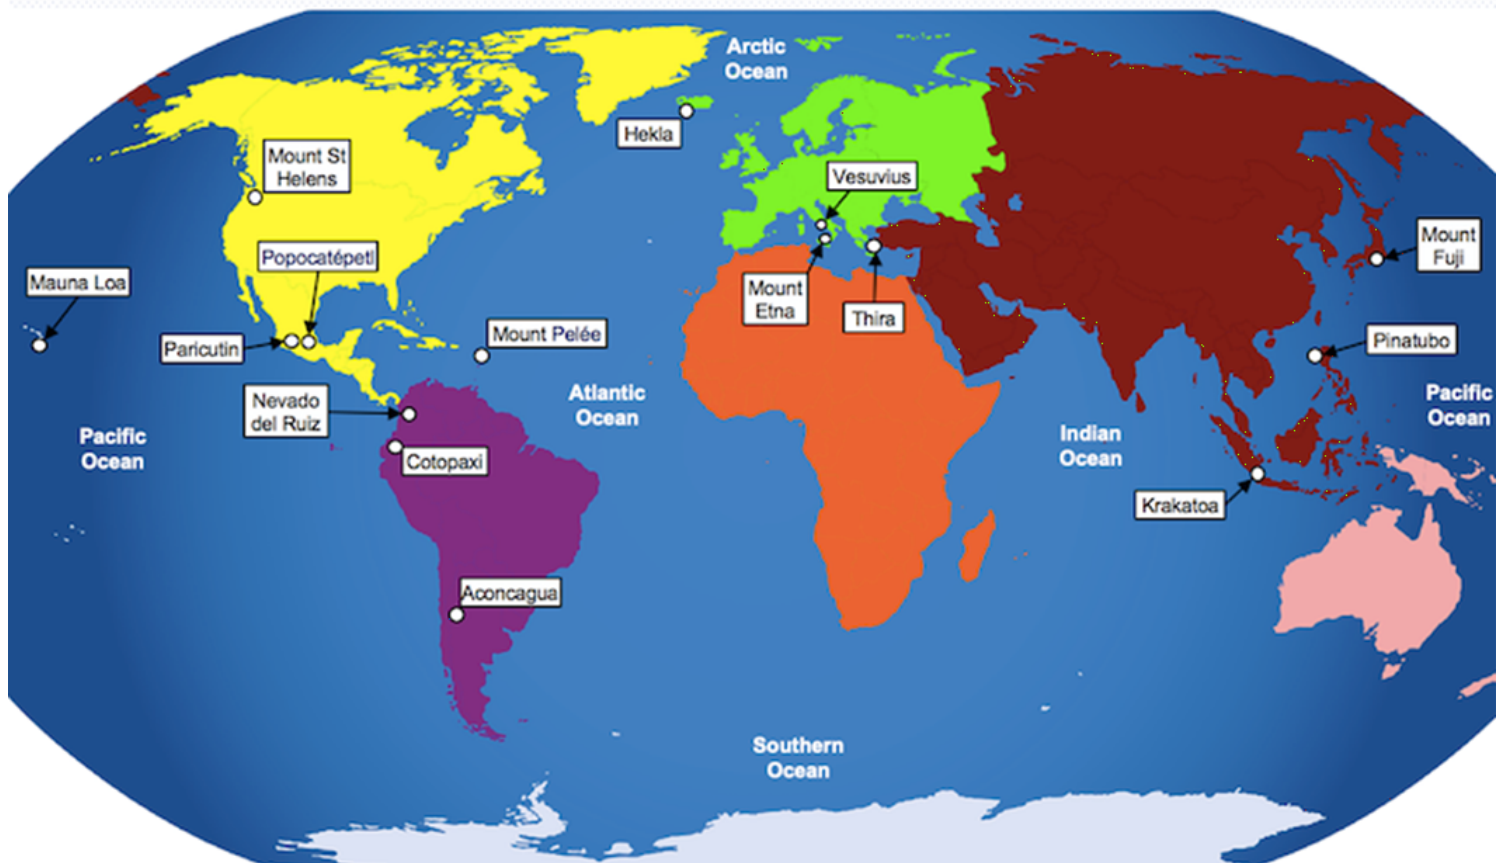 Arctic
Ocean
Hekla
Mount St
Helens
Vesuvius
Popocatépetl
Mount
Fuji
Mauna Loa
Mount
Etna
Thira
Paricutin
Mount Pelée
Pinatubo
Nevado
del Ruiz
Atlantic
Ocean
Pacific
Ocean
Pacific
Ocean
Indian
Ocean
Cotopaxi
Krakatoa
Aconcagua
Southern
Ocean